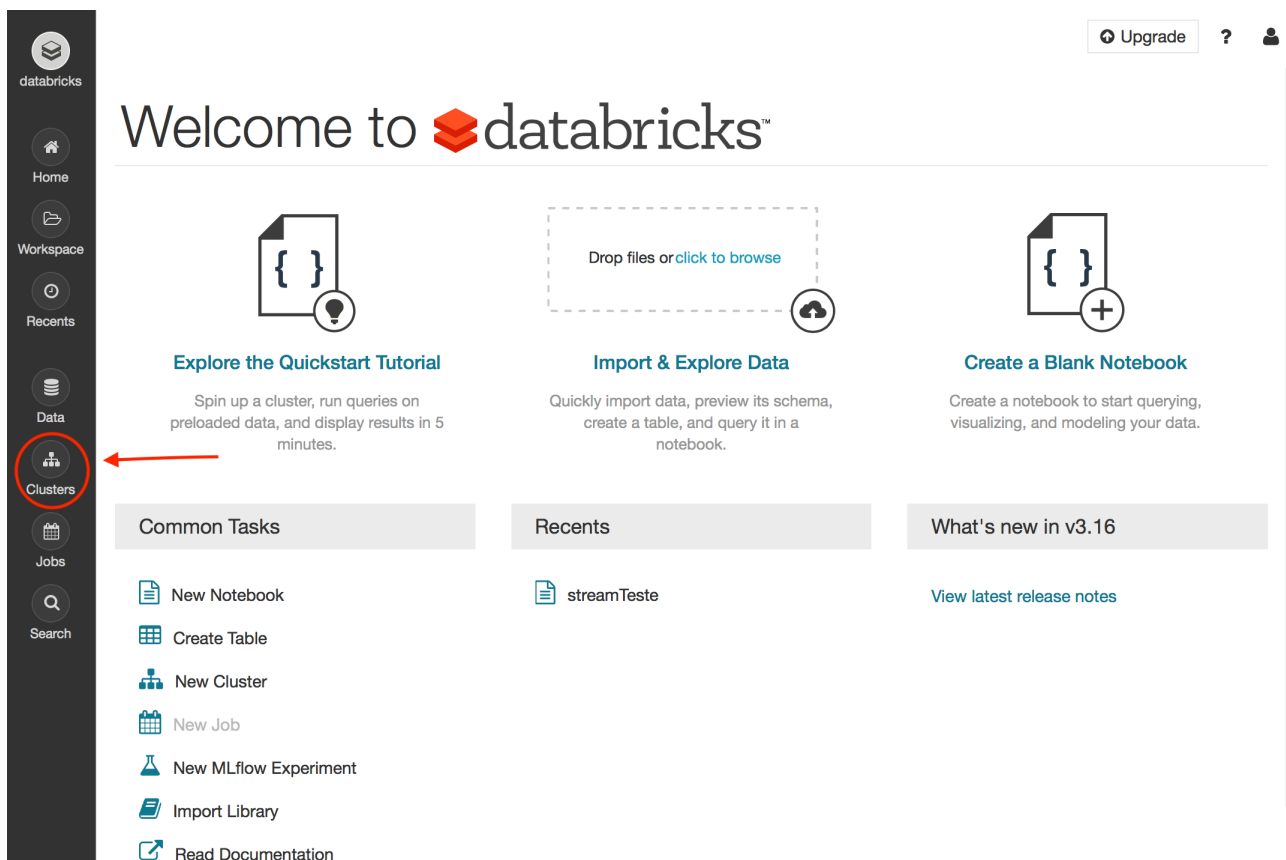 databricks
Home
Workspace
Recents
Data
Clusters
Jobs
Search
Upgrade ?
Welcome to databricks™
{ }
Drop files or click to browse
{ }
Explore the Quickstart Tutorial
Spin up a cluster, run queries on
preloaded data, and display results in 5
minutes.
Import & Explore Data
Quickly import data, preview its schema,
create a table, and query it in a
notebook.
Create a Blank Notebook
Create a notebook to start querying,
visualizing, and modeling your data.
Common Tasks
New Notebook
Create Table
New Cluster
New Job
New MLflow Experiment
Import Library
Read Documentation
Recents
streamTeste
What's new in v3.16
View latest release notes